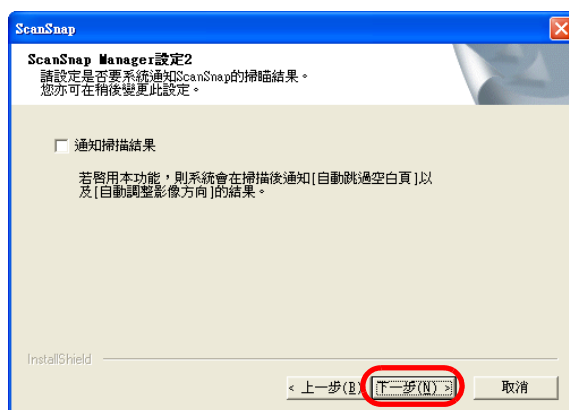 ScanSnap
ScanSnap Manager設定2
請設定是否要系統通知ScanSnap的掃瞄結果。
您亦可在稍後變更此設定。
通知掃描結果
若啓用本功能，則系統會在掃描後通知[自動跳過空白頁]以
及[自動調整影像方向]的結果。
InstallShield
< 上一步(B) 下一步(N) > 取消